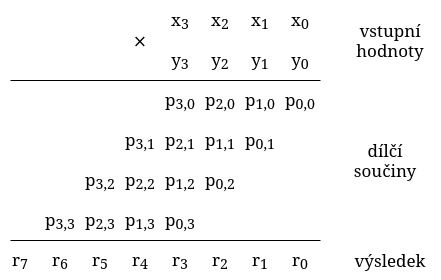 x3 x2 x1 x0
×
y3 y2 y1 y0
vstupní
hodnoty
p3,0 p2,0 p1,0 p0,0
p3,1 p2,1 p1,1 p0,1
p3,2 p2,2 p1,2 p0,2
p3,3 p2,3 p1,3 p0,3
dílčí
součiny
r7 r6 r5 r4 r3 r2 r1 r0
výsledek